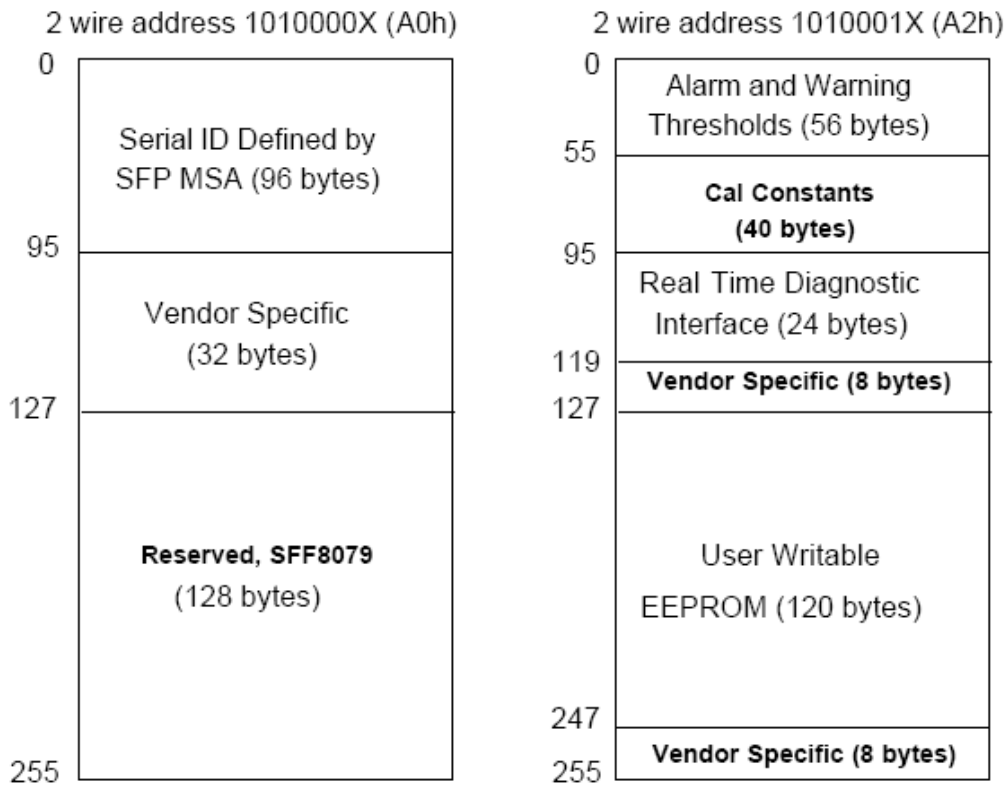 2 wire address 1010000X (A0h)
0
Serial ID Defined by
SFP MSA (96 bytes)
95
Vendor Specific
(32 bytes)
127
Reserved, SFF8079
(128 bytes)
255
2 wire address 1010001X (A2h)
0
Alarm and Warning
Thresholds (56 bytes)
55
Cal Constants
(40 bytes)
95
Real Time Diagnostic
Interface (24 bytes)
119
Vendor Specific (8 bytes)
127
User Writable
EEPROM (120 bytes)
247
Vendor Specific (8 bytes)
255